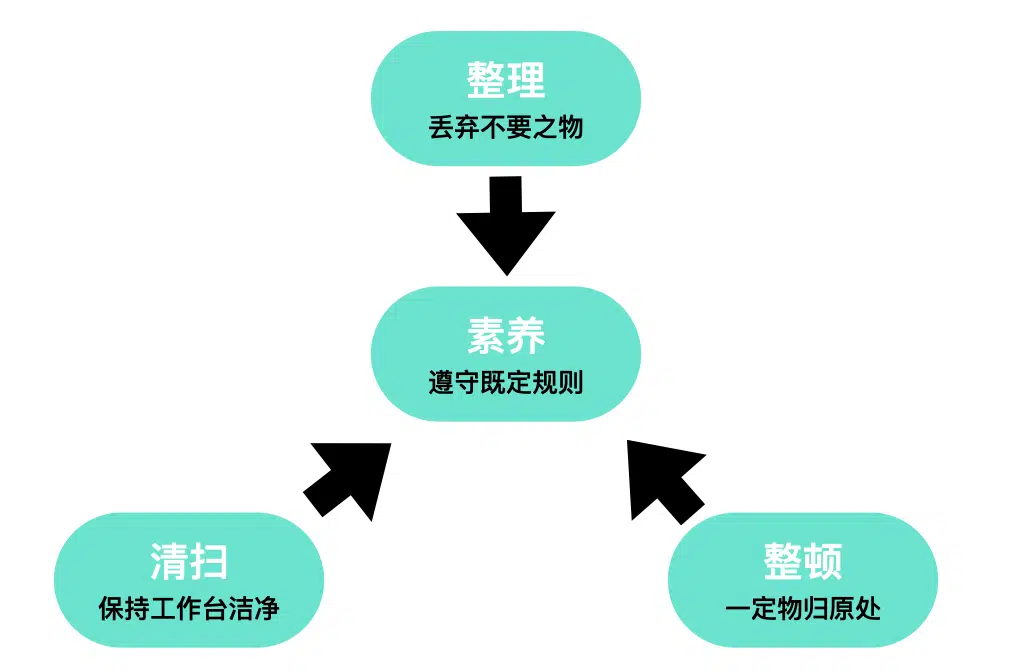 整理
丢弃不要之物
素养
遵守既定规则
清扫
保持工作台洁净
整顿
一定物归原处